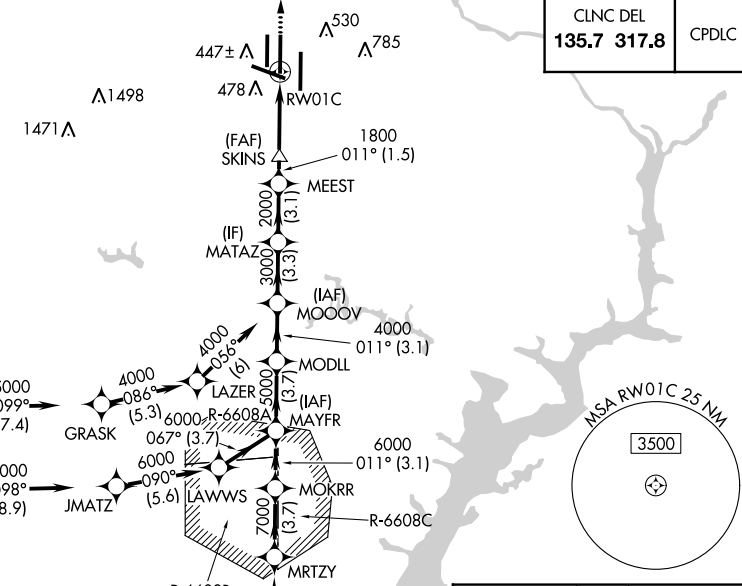 530
785
447±
478
RW01C
1498
1471
CLNC DEL
135.7 317.8
CPDLC
(FAF)
SKINS
1800
011° (1.5)
MEEST
2000
(3.1)
(IF)
MATAZ
3000
(3.3)
(IAF)
MOOOV
4000
011° (3.1)
4000
056°
(6)
MODLL
4000
086°
(5.3)
LAZER
5000
(3.7)
099°
GRASK
R-6608A
(IAF)
MAYFR
6000
067° (3.7)
6000
011° (3.1)
6000
090°
(5.6)
LAWWS
MOKRR
JMATZ
7000
(3.7)
R-6608C
MRTZY
MSA RW01C 25 NM
3500